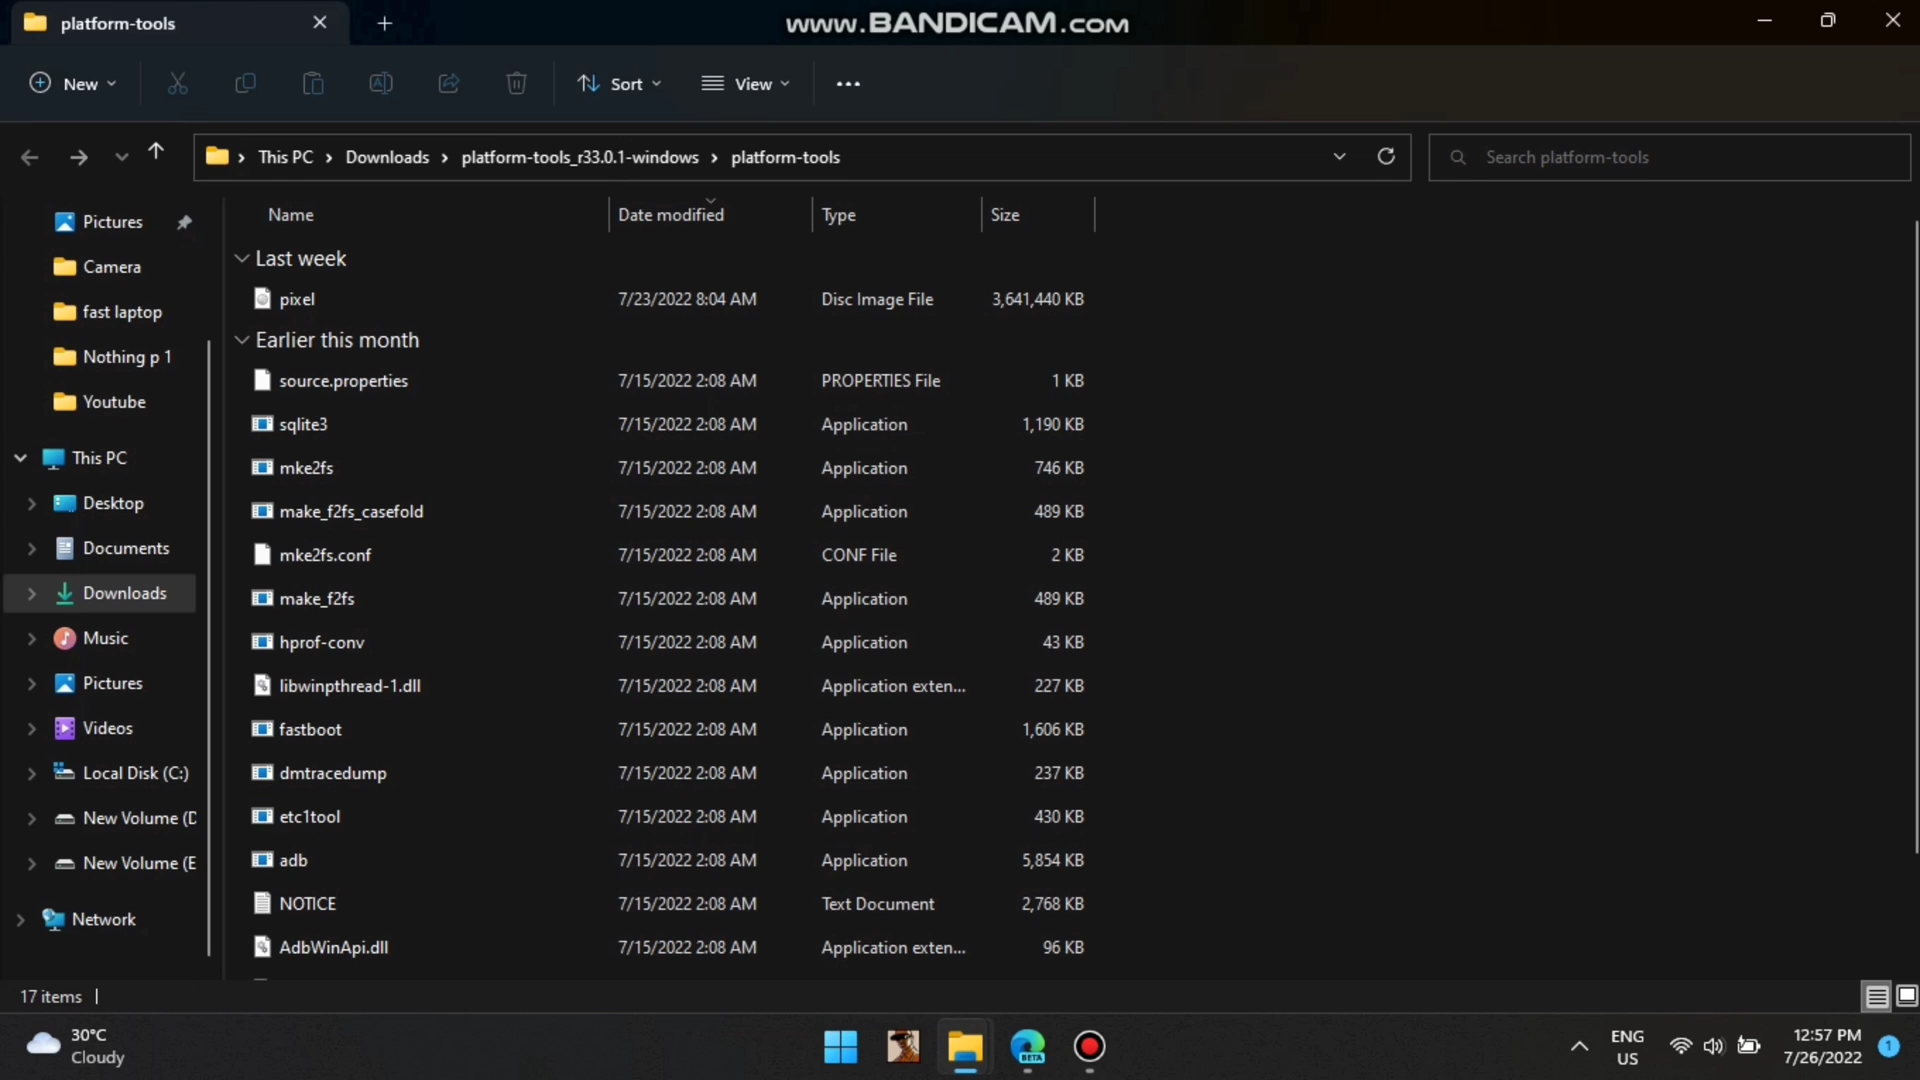 platform-tools
www.BANDICAM.com
New
Sort
View
This PC
Downloads
platform-tools_r33.0.1-windows
platform-tools
Search platform-tools
Name
Date modified
Type
Size
Pictures
Camera
fast laptop
Nothing p 1
Youtube
This PC
Desktop
Documents
Downloads
Music
Pictures
Videos
Local Disk (C:)
New Volume (D
New Volume (E
Network
Last week
pixel 7/23/2022 8:04 AM Disc Image File 3,641,440 KB
Earlier this month
source.properties 7/15/2022 2:08 AM PROPERTIES File 1 KB
sqlite3 7/15/2022 2:08 AM Application 1,190 KB
mke2fs 7/15/2022 2:08 AM Application 746 KB
make_f2fs_casefold 7/15/2022 2:08 AM Application 489 KB
mke2fs.conf 7/15/2022 2:08 AM CONF File 2 KB
make_f2fs 7/15/2022 2:08 AM Application 489 KB
hprof-conv 7/15/2022 2:08 AM Application 43 KB
libwinpthread-1.dll 7/15/2022 2:08 AM Application exten... 227 KB
fastboot 7/15/2022 2:08 AM Application 1,606 KB
dmtracedump 7/15/2022 2:08 AM Application 237 KB
etc1tool 7/15/2022 2:08 AM Application 430 KB
adb 7/15/2022 2:08 AM Application 5,854 KB
NOTICE 7/15/2022 2:08 AM Text Document 2,768 KB
AdbWinApi.dll 7/15/2022 2:08 AM Application exten... 96 KB
17 items
30°C
Cloudy
BETA
ENG
US
12:57 PM
7/26/2022
1